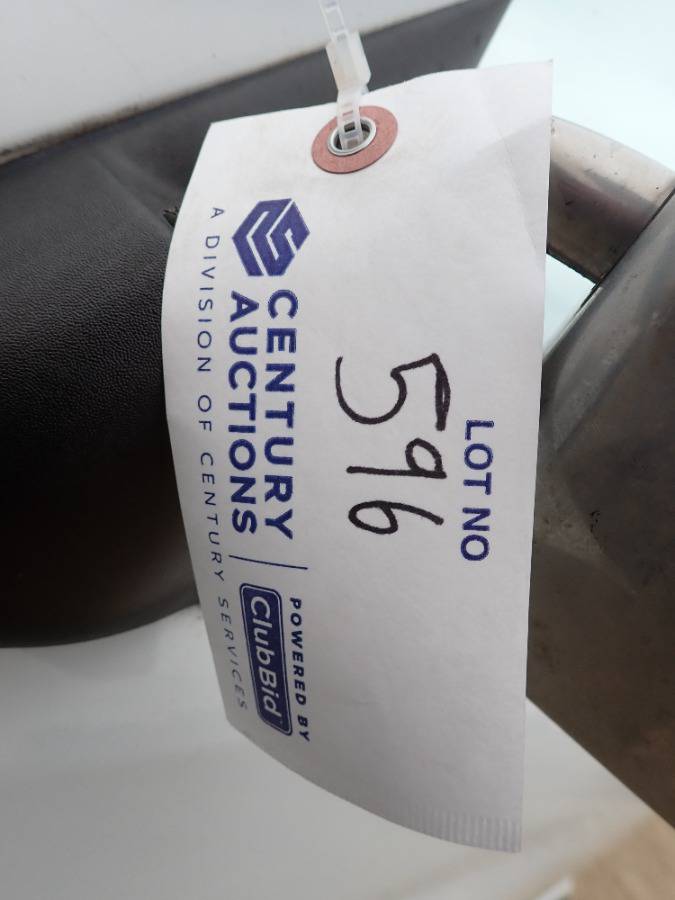 LOT NO
596
CENTURY
AUCTIONS
POWERED BY
ClubBid
A DIVISION OF CENTURY SERVICES